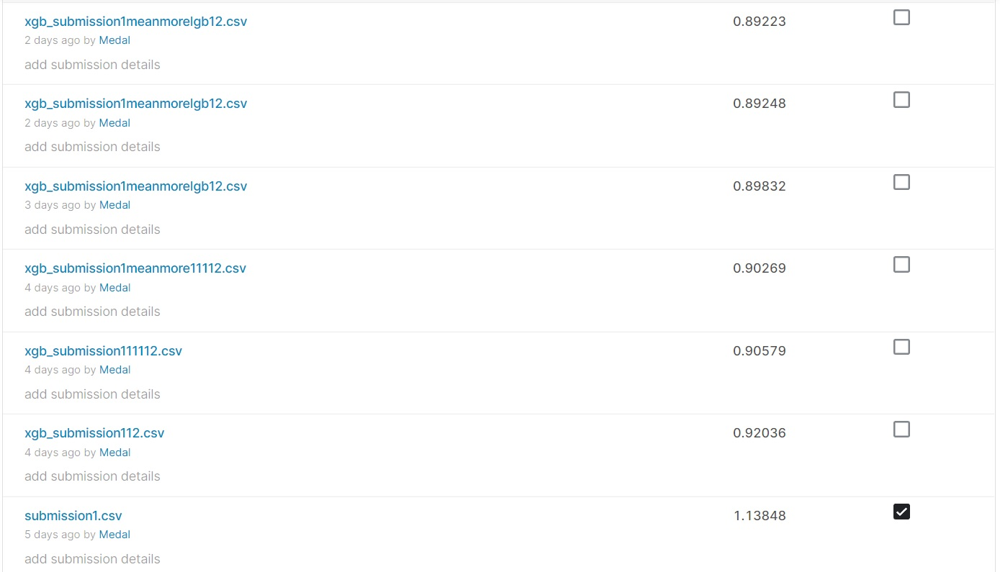 xgb_submission1meanmorelgb12.csv 0.89223
2 days ago by Medal
add submission details
xgb_submission1meanmorelgb12.csv 0.89248
2 days ago by Medal
add submission details
xgb_submission1meanmorelgb12.csv 0.89832
3 days ago by Medal
add submission details
xgb_submission1meanmore11112.csv 0.90269
4 days ago by Medal
add submission details
xgb_submission111112.csv 0.90579
4 days ago by Medal
add submission details
xgb_submission112.csv 0.92036
4 days ago by Medal
add submission details
submission1.csv 1.13848
5 days ago by Medal
add submission details